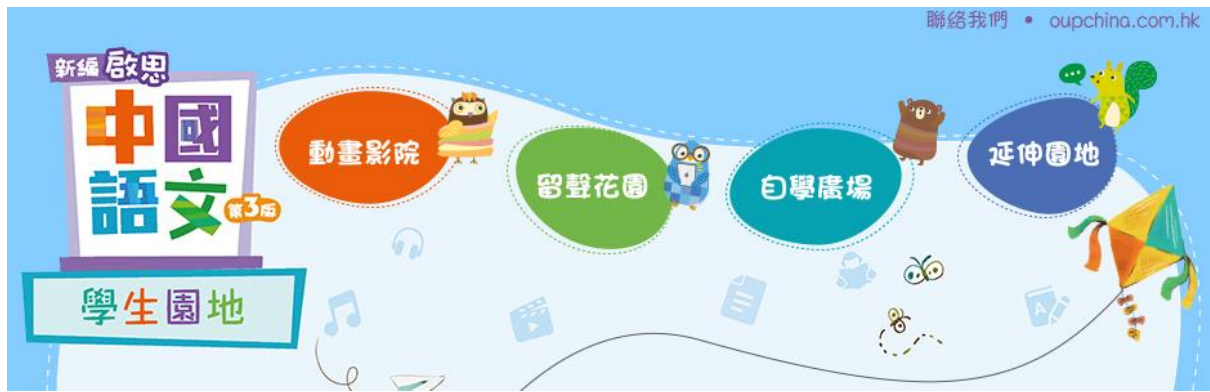 聯絡我們 • oupchina.com.hk
新編 啟思
中國
語文
第3版
學生園地
動畫影院
留聲花園
自學廣場
延伸園地